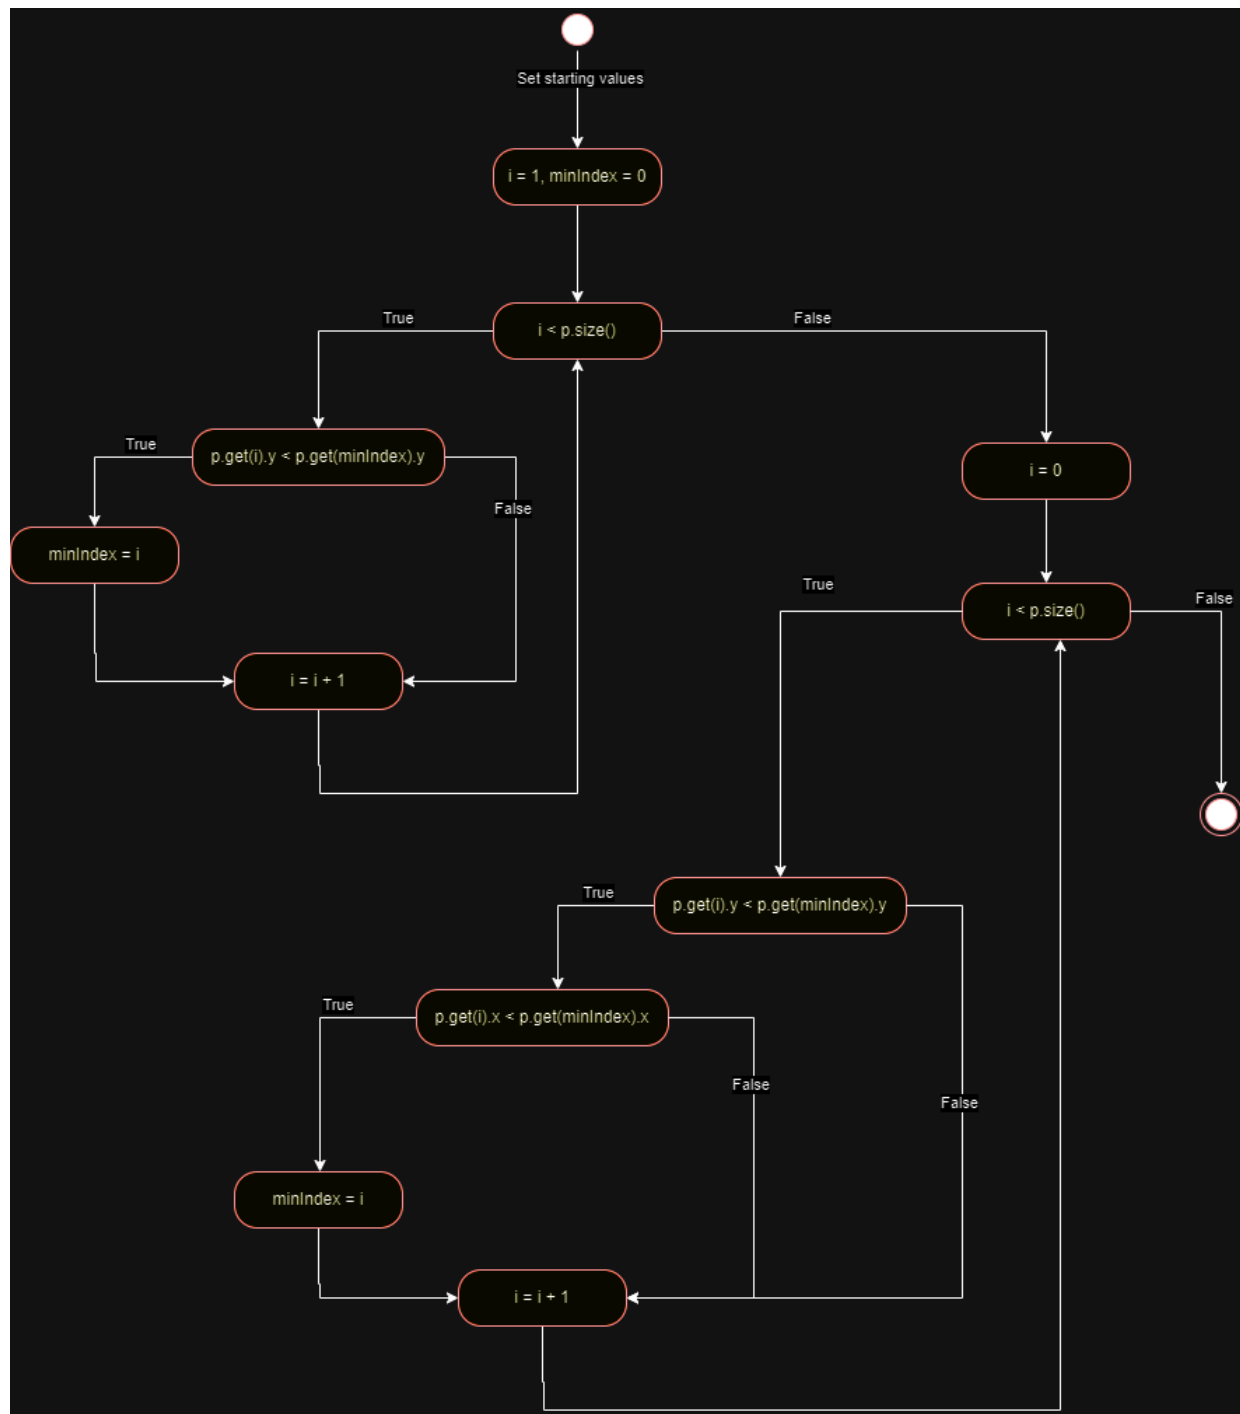 Set starting values
i = 1, minIndex = 0
True
i < p.size()
False
True
p.get(i).y < p.get(minIndex).y
False
minIndex = i
i = i + 1
i = 0
True
i < p.size()
False
True
p.get(i).y < p.get(minIndex).y
False
True
p.get(i).x < p.get(minIndex).x
False
minIndex = i
i = i + 1